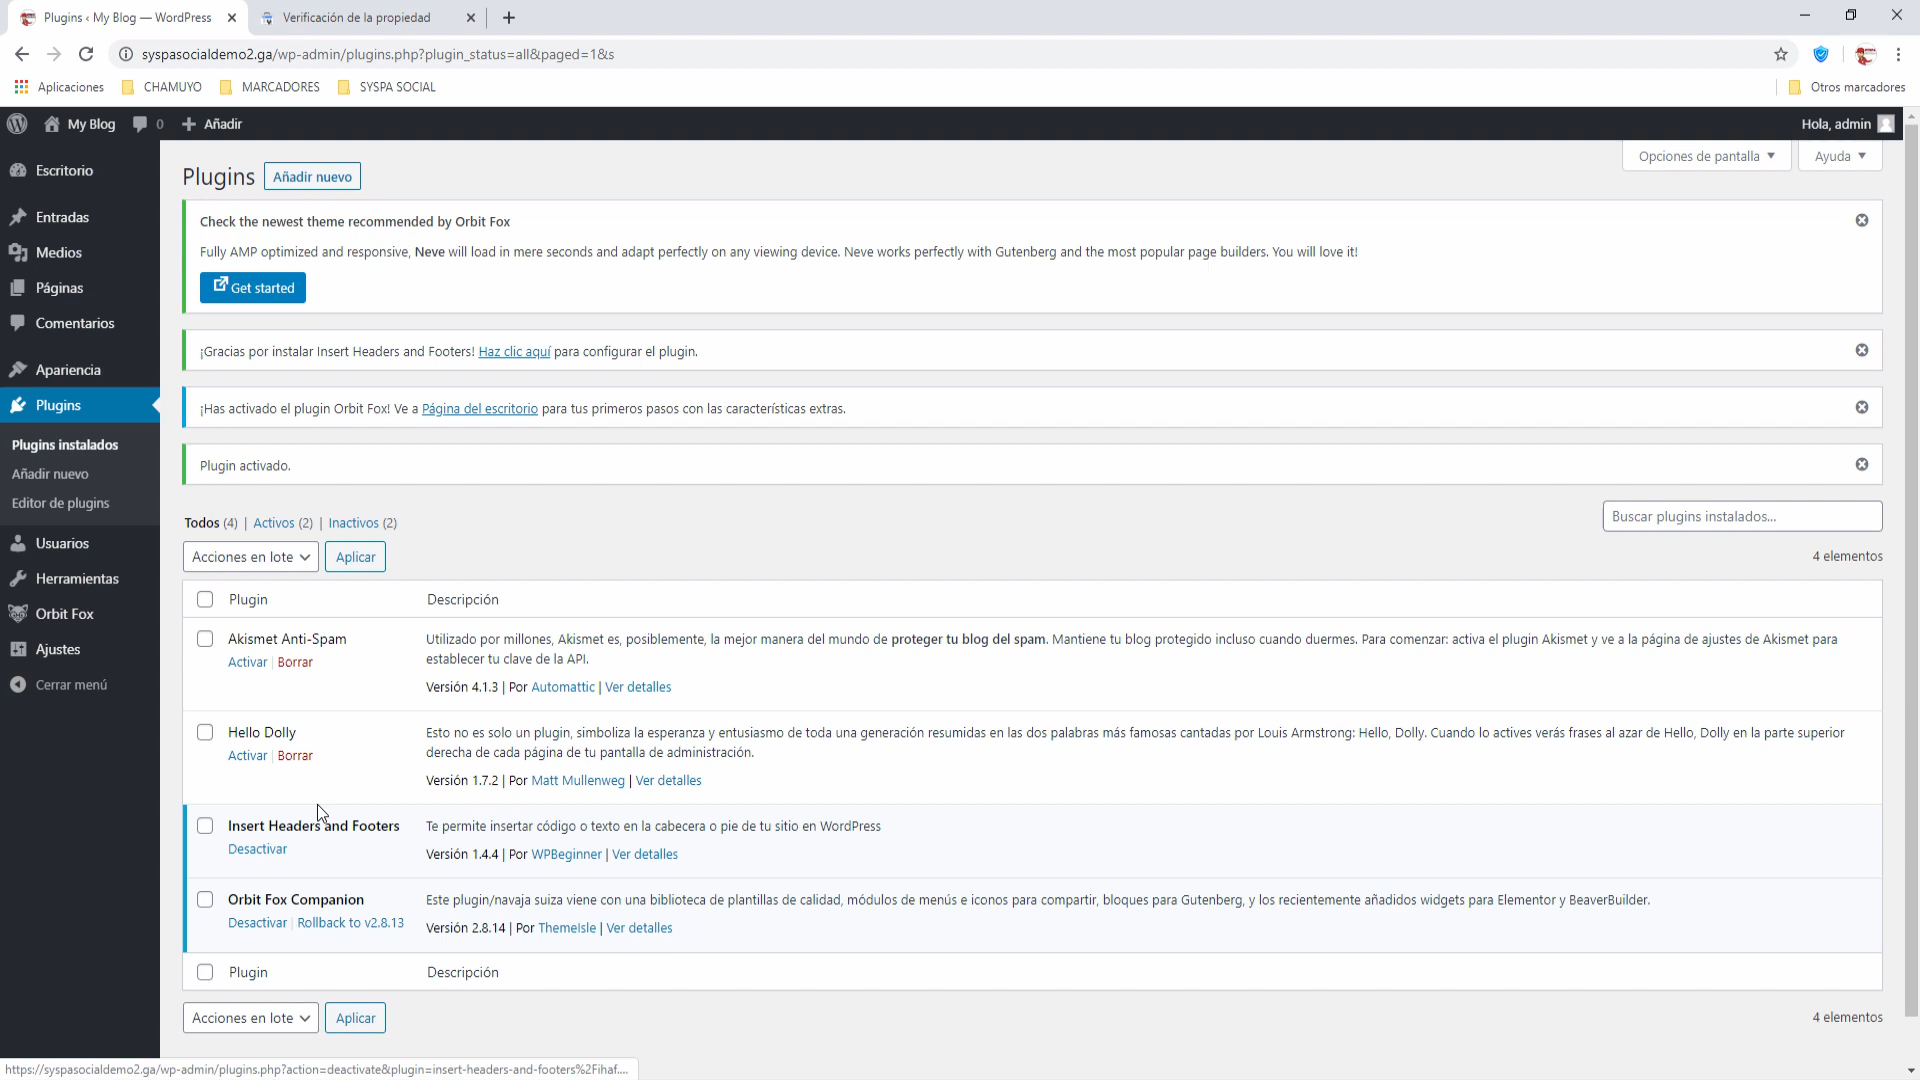 Plugins ‹ My Blog — WordPress
Verificación de la propiedad
syspasocialdemo2.ga/wp-admin/plugins.php?plugin_status=all&paged=1&s
Aplicaciones
CHAMUYO
MARCADORES
SYSPA SOCIAL
Otros marcadores
My Blog
0
Añadir
Hola, admin
Escritorio
Entradas
Medios
Páginas
Comentarios
Apariencia
Plugins
Plugins instalados
Añadir nuevo
Editor de plugins
Usuarios
Herramientas
Orbit Fox
Ajustes
Cerrar menú
Opciones de pantalla
Ayuda
Plugins
Añadir nuevo
Check the newest theme recommended by Orbit Fox
Fully AMP optimized and responsive, Neve will load in mere seconds and adapt perfectly on any viewing device. Neve works perfectly with Gutenberg and the most popular page builders. You will love it!
Get started
¡Gracias por instalar Insert Headers and Footers! Haz clic aquí para configurar el plugin.
¡Has activado el plugin Orbit Fox! Ve a Página del escritorio para tus primeros pasos con las características extras.
Plugin activado.
Todos (4) | Activos (2) | Inactivos (2)
Buscar plugins instalados...
Acciones en lote
Aplicar
4 elementos
Plugin
Descripción
Akismet Anti-Spam
Activar | Borrar
Utilizado por millones, Akismet es, posiblemente, la mejor manera del mundo de proteger tu blog del spam. Mantiene tu blog protegido incluso cuando duermes. Para comenzar: activa el plugin Akismet y ve a la página de ajustes de Akismet para
establecer tu clave de la API.
Versión 4.1.3 | Por Automattic | Ver detalles
Hello Dolly
Activar | Borrar
Esto no es solo un plugin, simboliza la esperanza y entusiasmo de toda una generación resumidas en las dos palabras más famosas cantadas por Louis Armstrong: Hello, Dolly. Cuando lo actives verás frases al azar de Hello, Dolly en la parte superior
derecha de cada página de tu pantalla de administración.
Versión 1.7.2 | Por Matt Mullenweg | Ver detalles
Insert Headers and Footers
Desactivar
Te permite insertar código o texto en la cabecera o pie de tu sitio en WordPress
Versión 1.4.4 | Por WPBeginner | Ver detalles
Orbit Fox Companion
Desactivar | Rollback to v2.8.13
Este plugin/navaja suiza viene con una biblioteca de plantillas de calidad, módulos de menús e iconos para compartir, bloques para Gutenberg, y los recientemente añadidos widgets para Elementor y BeaverBuilder.
Versión 2.8.14 | Por ThemeIsle | Ver detalles
Plugin
Descripción
Acciones en lote
Aplicar
4 elementos
https://syspasocialdemo2.ga/wp-admin/plugins.php?action=deactivate&plugin=insert-headers-and-footers%2Fihaf....